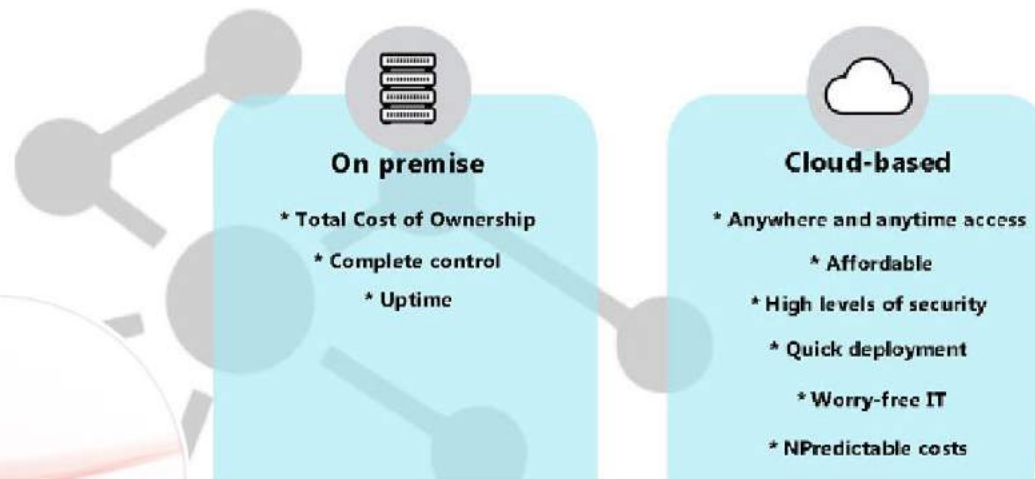 On premise
* Total Cost of Ownership
* Complete control
* Uptime
Cloud-based
* Anywhere and anytime access
* Affordable
* High levels of security
* Quick deployment
* Worry-free IT
* NPredictable costs